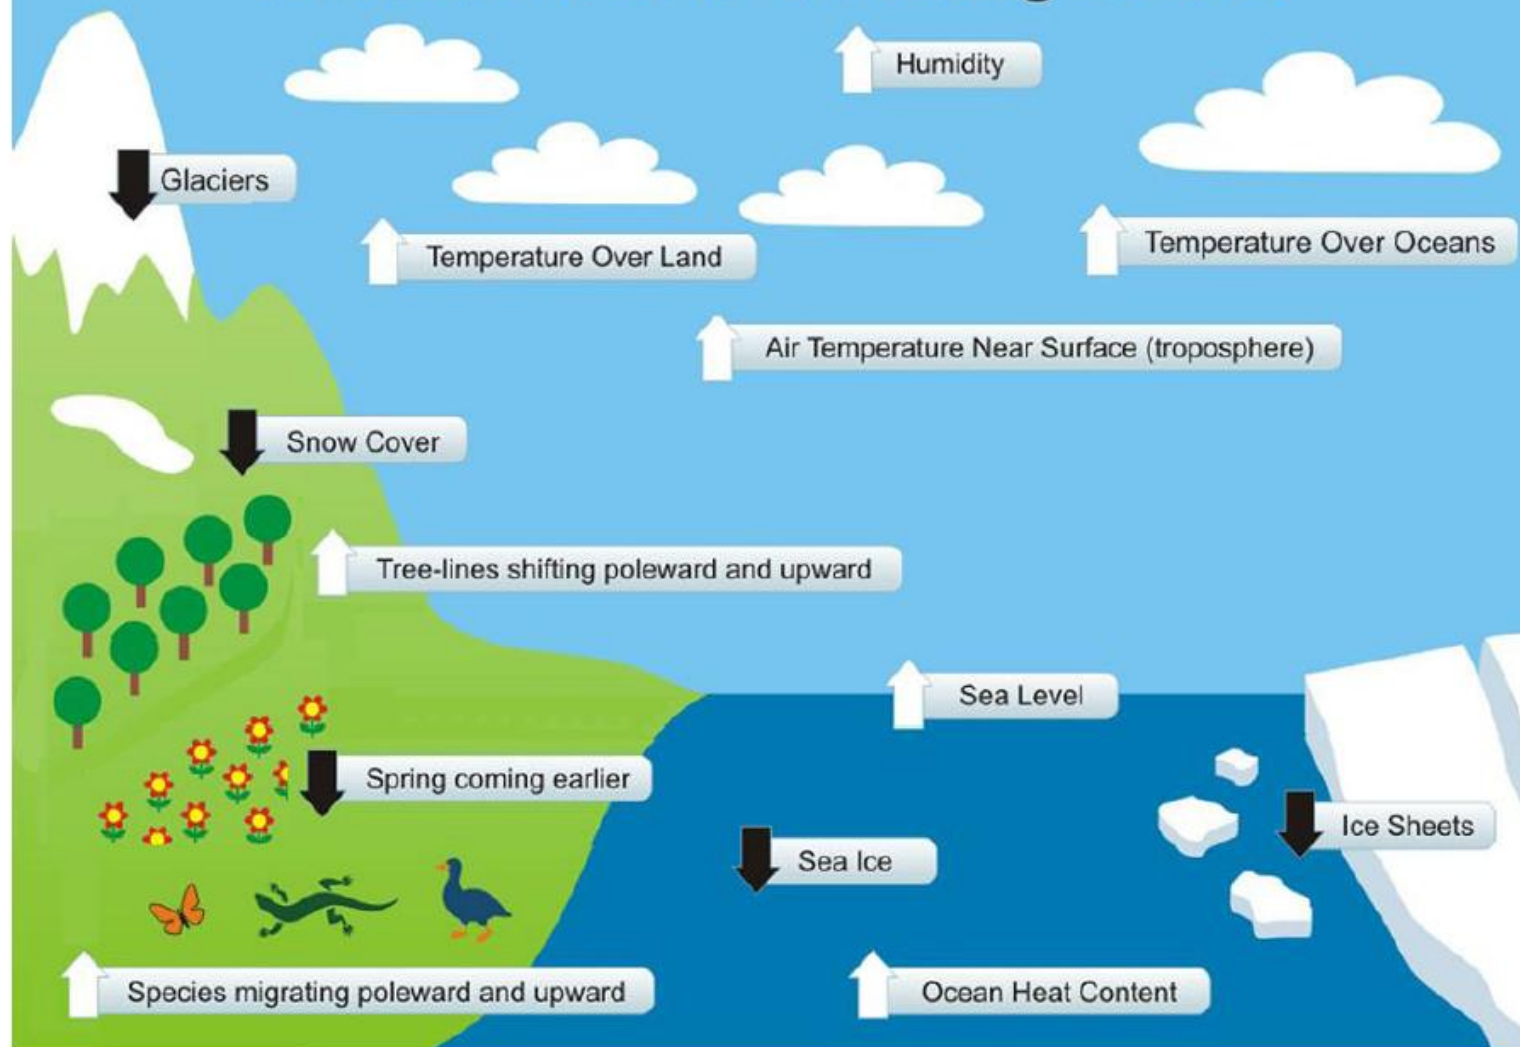 Humidity
Glaciers
Temperature Over Land
Temperature Over Oceans
Air Temperature Near Surface (troposphere)
Snow Cover
Tree-lines shifting poleward and upward
Sea Level
Spring coming earlier
Ice Sheets
Sea Ice
Species migrating poleward and upward
Ocean Heat Content